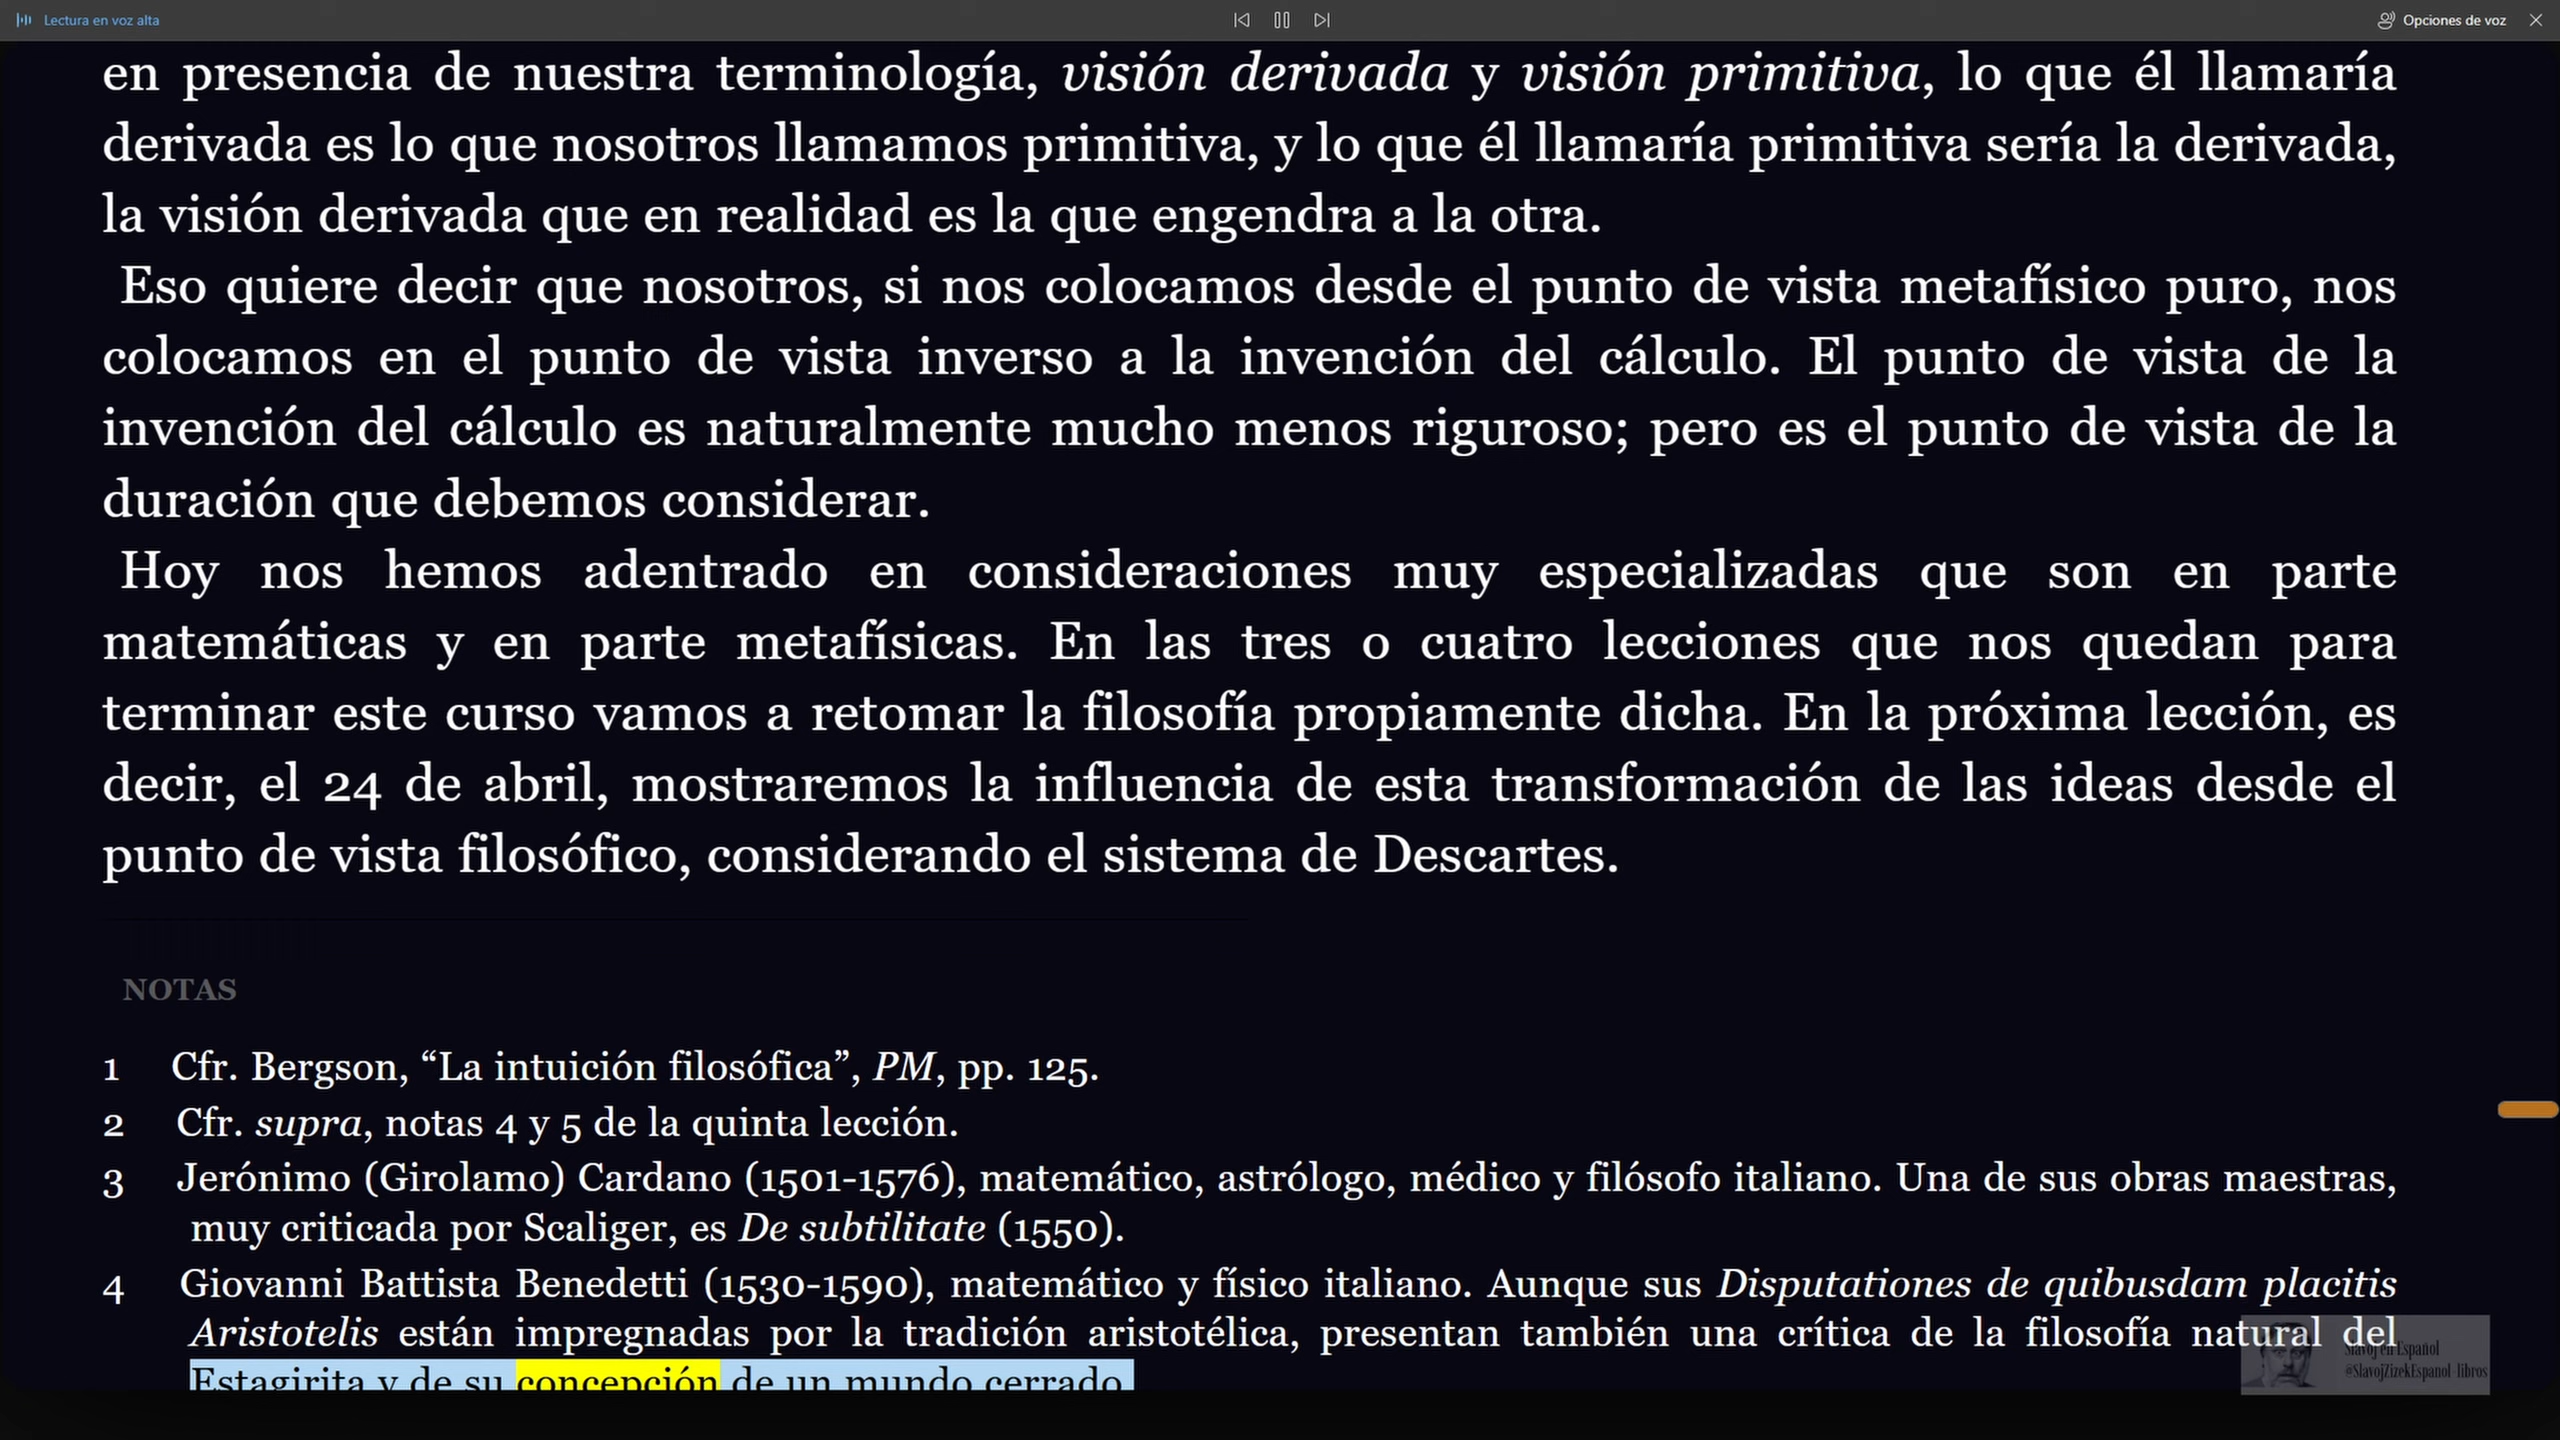 Lectura en voz alta
Opciones de voz
en presencia de nuestra terminología, visión derivada y visión primitiva, lo que él llamaría
derivada es lo que nosotros llamamos primitiva, y lo que él llamaría primitiva sería la derivada,
la visión derivada que en realidad es la que engendra a la otra.
Eso quiere decir que nosotros, si nos colocamos desde el punto de vista metafísico puro, nos
colocamos en el punto de vista inverso a la invención del cálculo. El punto de vista de la
invención del cálculo es naturalmente mucho menos riguroso; pero es el punto de vista de la
duración que debemos considerar.
Hoy nos hemos adentrado en consideraciones muy especializadas que son en parte
matemáticas y en parte metafísicas. En las tres o cuatro lecciones que nos quedan para
terminar este curso vamos a retomar la filosofía propiamente dicha. En la próxima lección, es
decir, el 24 de abril, mostraremos la influencia de esta transformación de las ideas desde el
punto de vista filosófico, considerando el sistema de Descartes.
NOTAS
1 Cfr. Bergson, “La intuición filosófica”, PM, pp. 125.
2 Cfr. supra, notas 4 y 5 de la quinta lección.
3 Jerónimo (Girolamo) Cardano (1501-1576), matemático, astrólogo, médico y filósofo italiano. Una de sus obras maestras,
muy criticada por Scaliger, es De subtilitate (1550).
4 Giovanni Battista Benedetti (1530-1590), matemático y físico italiano. Aunque sus Disputationes de quibusdam placitis
Aristotelis están impregnadas por la tradición aristotélica, presentan también una crítica de la filosofía natural del
Estagirita y de su concepción de un mundo cerrado.
Slavoj en Español
@SlavojZizekEspanol-libros